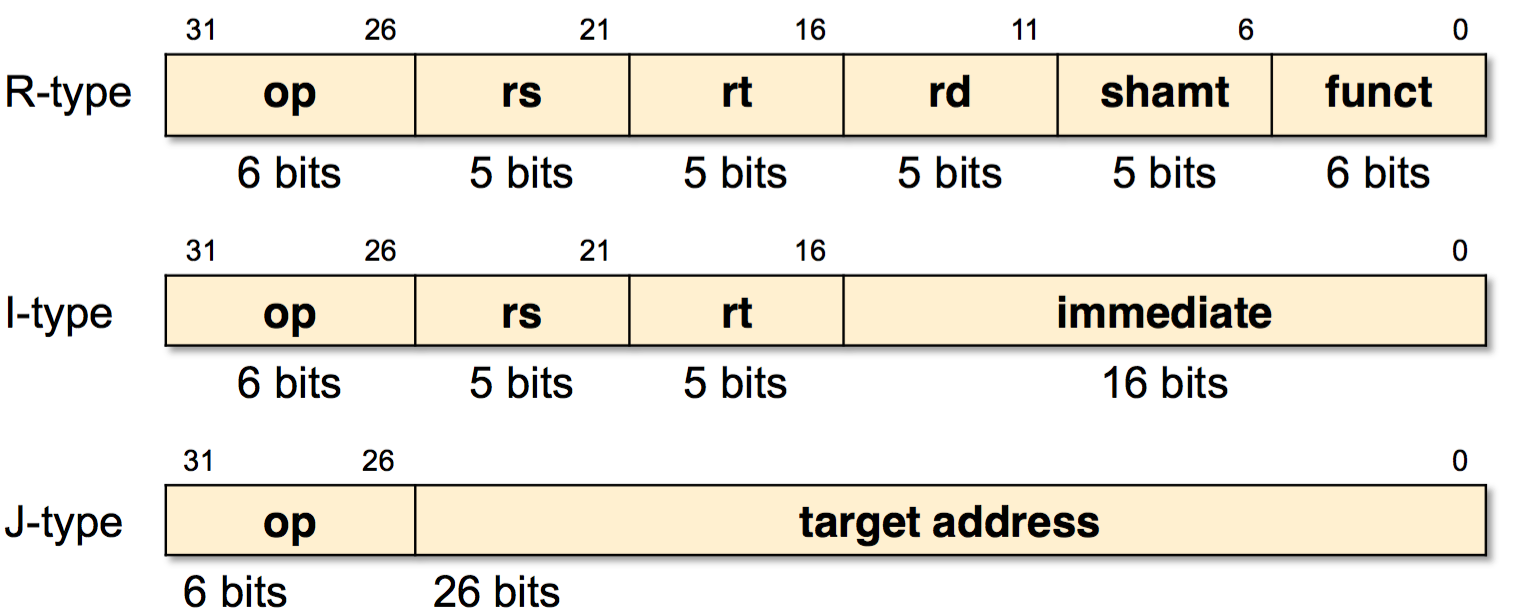 31 26 21 16 11 6 0
R-type op rs rt rd shamt funct
6 bits 5 bits 5 bits 5 bits 5 bits 6 bits
31 26 21 16 0
I-type op rs rt immediate
6 bits 5 bits 5 bits 16 bits
31 26 0
J-type op target address
6 bits 26 bits